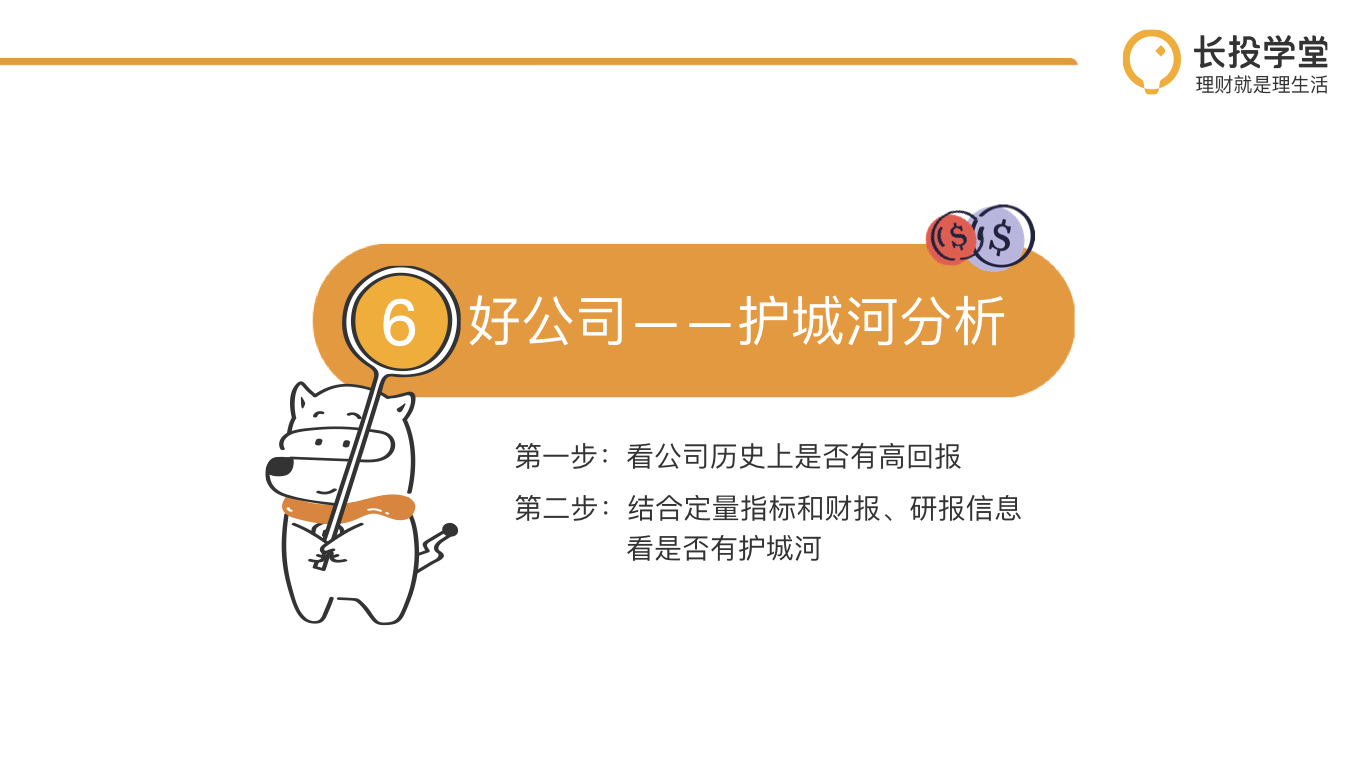 长投学堂
理财就是理生活
6 好公司——护城河分析
第一步：看公司历史上是否有高回报
第二步：结合定量指标和财报、研报信息
看是否有护城河